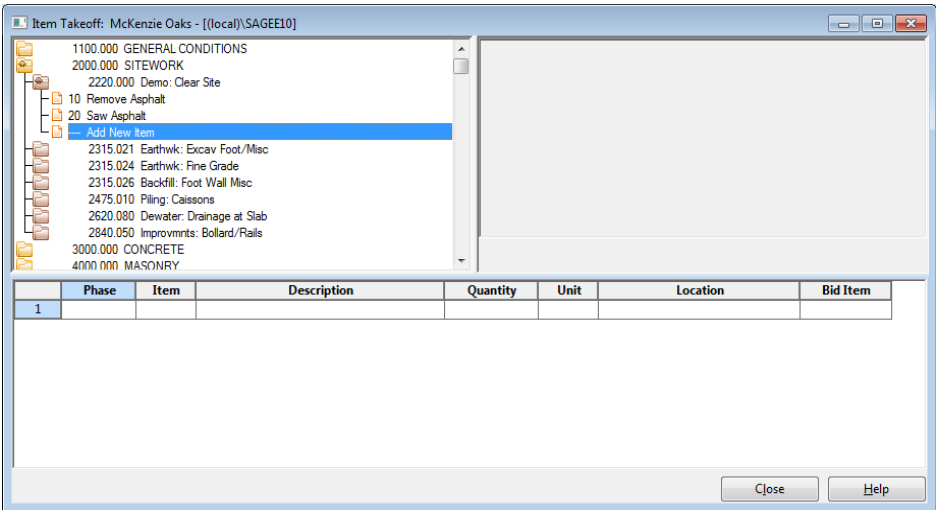 Item Takeoff: McKenzie Oaks - [(local)\SAGEE10]
1100.000 GENERAL CONDITIONS
2000.000 SITEWORK
2220.000 Demo: Clear Site
10 Remove Asphalt
20 Saw Asphalt
--- Add New Item
2315.021 Earthwk: Excav Foot/Misc
2315.024 Earthwk: Fine Grade
2315.026 Backfill: Foot Wall Misc
2475.010 Piling: Caissons
2620.080 Dewater: Drainage at Slab
2840.050 Improvmnts: Bollard/Rails
3000.000 CONCRETE
4000.000 MASONRY
Phase Item Description Quantity Unit Location Bid Item
1
Close Help